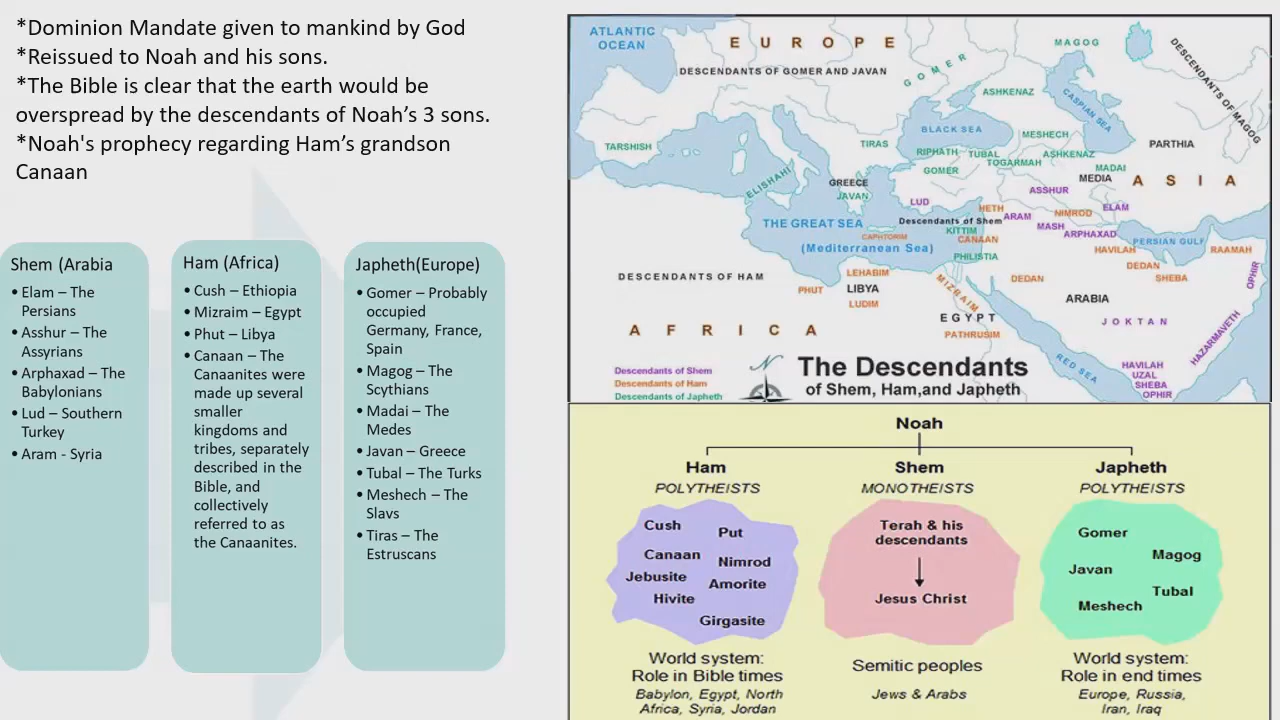 *Dominion Mandate given to mankind by God
*Reissued to Noah and his sons.
*The Bible is clear that the earth would be
overspread by the descendants of Noah’s 3 sons.
*Noah's prophecy regarding Ham’s grandson
Canaan
Shem (Arabia
• Elam – The
Persians
• Asshur – The
Assyrians
• Arphaxad – The
Babylonians
• Lud – Southern
Turkey
• Aram - Syria
Ham (Africa)
• Cush – Ethiopia
• Mizraim – Egypt
• Phut – Libya
• Canaan – The
Canaanites were
made up several
smaller
kingdoms and
tribes, separately
described in the
Bible, and
collectively
referred to as
the Canaanites.
Japheth(Europe)
• Gomer – Probably
occupied
Germany, France,
Spain
• Magog – The
Scythians
• Madai – The
Medes
• Javan – Greece
• Tubal – The Turks
• Meshech – The
Slavs
• Tiras – The
Estruscans
ATLANTIC
OCEAN
EUROPE
DESCENDANTS OF GOMER AND JAVAN
GOMER
MAGOG
DESCENDANTS OF MAGOG
ASHKENAZ
CASPIAN SEA
BLACK SEA
MESHECH
TARSHISH
TIRAS
RIPHATH
TUBAL
TOGARMAH
ASHKENAZ
PARTHIA
GOMER
MADAI
MEDIA
ASIA
ELISHAHI
GREECE
JAVAN
ASSHUR
LUD
HETH
ARAM
NIMROD
ELAM
THE GREAT SEA
(Mediterranean Sea)
Descendants of Shem
KITTIM
MASH
ARPHAXAD
CAPHTORIM
CANAAN
PHILISTIA
HAVILAH
PERSIAN GULF
RAAMAH
DESCENDANTS OF HAM
LEHABIM
PHUT
LIBYA
LUDIM
MIZRAIM
DEDAN
DEDAN
SHEBA
OPHIR
ARABIA
EGYPT
JOKTAN
AFRICA
PATHRUSIM
HAZARMAVETH
RED SEA
HAVILAH
UZAL
SHEBA
OPHIR
N
The Descendants
of Shem, Ham,and Japheth
Descendants of Shem
Descendants of Ham
Descendants of Japheth
Noah
Ham
POLYTHEISTS
Shem
MONOTHEISTS
Japheth
POLYTHEISTS
Cush
Put
Canaan
Nimrod
Jebusite
Amorite
Hivite
Girgasite
Terah & his
descendants
Jesus Christ
Gomer
Magog
Javan
Tubal
Meshech
World system:
Role in Bible times
Babylon, Egypt, North
Africa, Syria, Jordan
Semitic peoples
Jews & Arabs
World system:
Role in end times
Europe, Russia,
Iran, Iraq